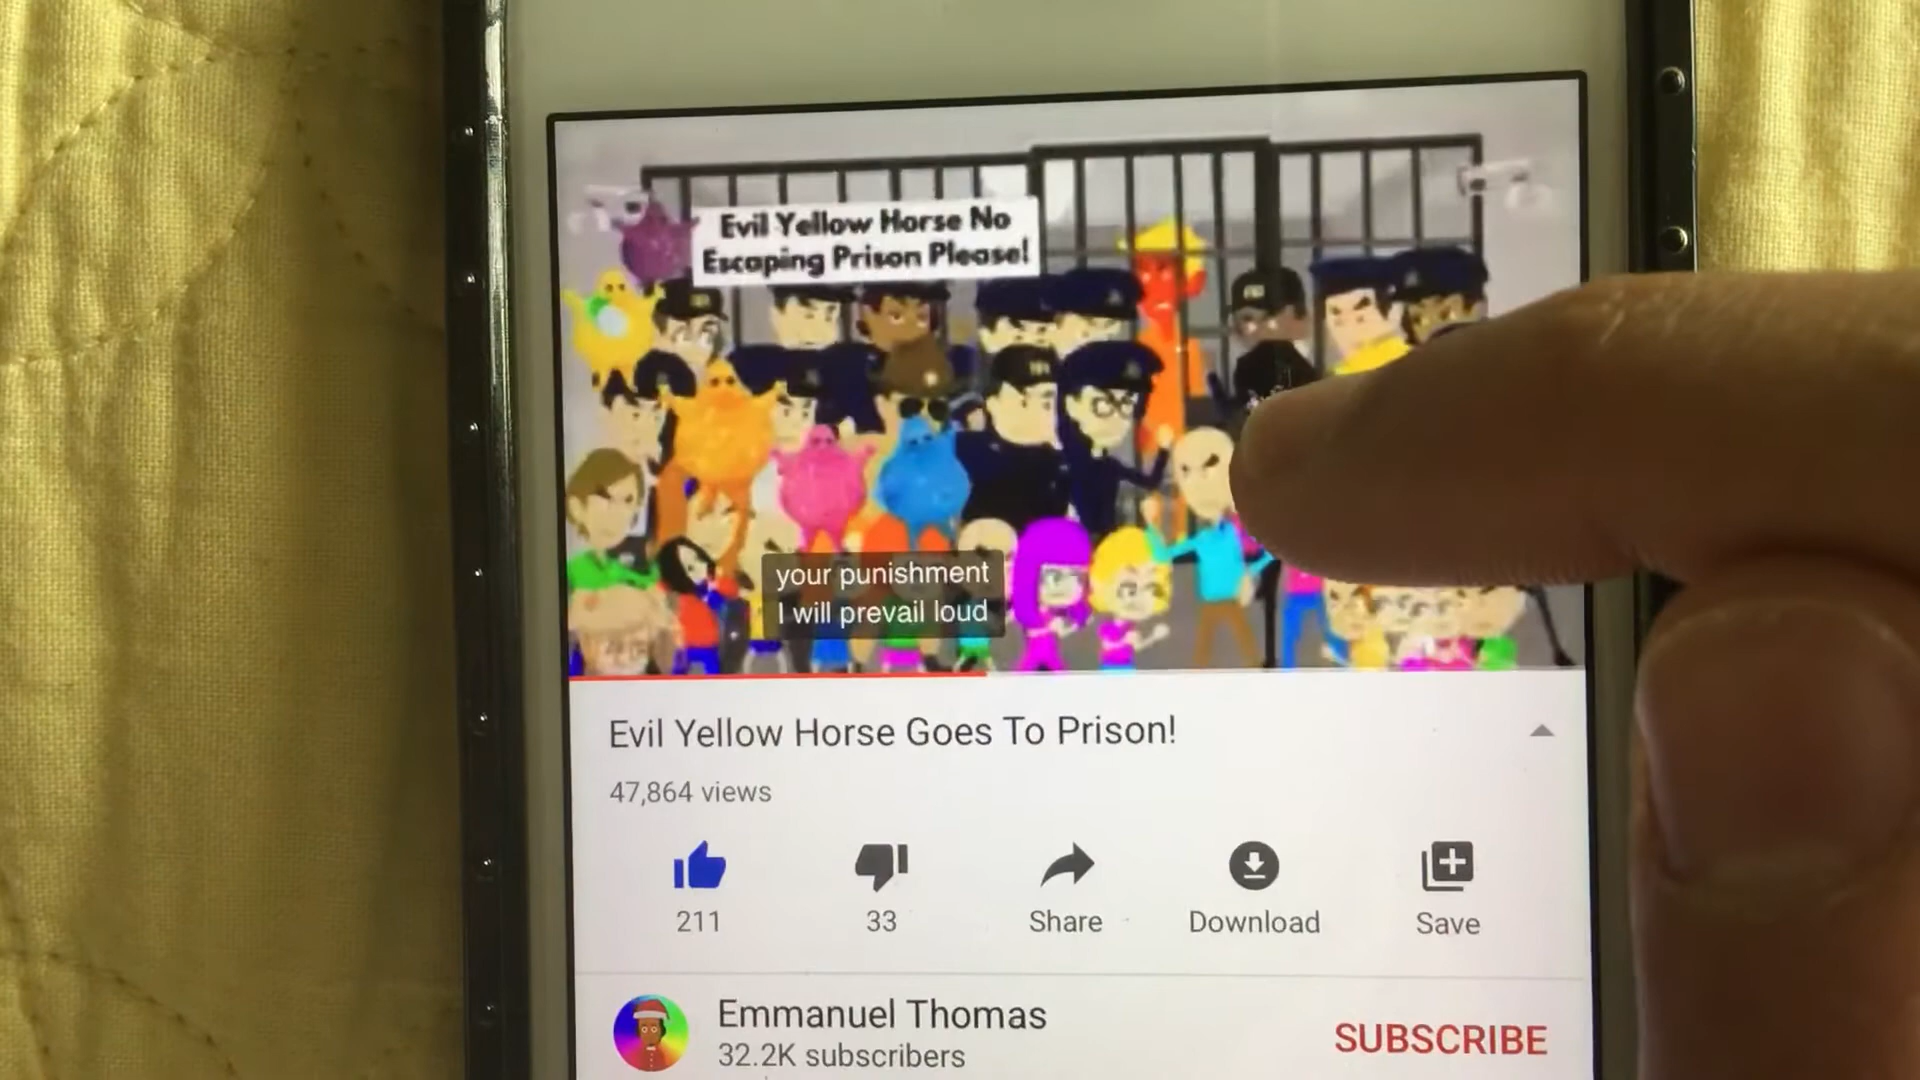 Evil Yellow Horse No
Escaping Prison Please!
your punishment
I will prevail loud
Evil Yellow Horse Goes To Prison!
47,864 views
211
33
Share
Download
Save
Emmanuel Thomas
32.2K subscribers
SUBSCRIBE